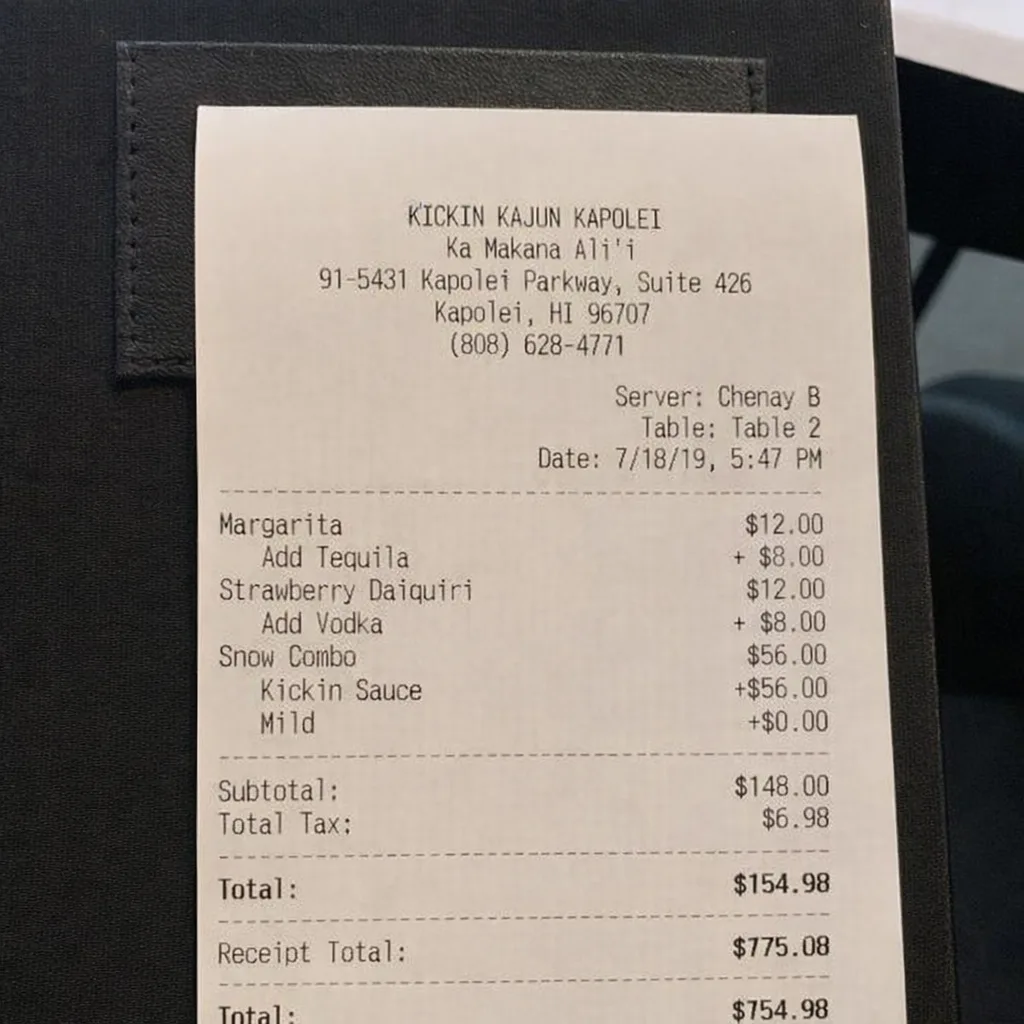 KICKIN KAJUN KAPOLEI
Ka Makana Ali'i
91-5431 Kapolei Parkway, Suite 426
Kapolei, HI 96707
(808) 628-4771
Server: Chenay B
Table: Table 2
Date: 7/18/19, 5:47 PM
Margarita $12.00
Add Tequila + $8.00
Strawberry Daiquiri $12.00
Add Vodka + $8.00
Snow Combo $56.00
Kickin Sauce +$56.00
Mild +$0.00
Subtotal: $148.00
Total Tax: $6.98
Total: $154.98
Receipt Total: $775.08
Total: $754.98